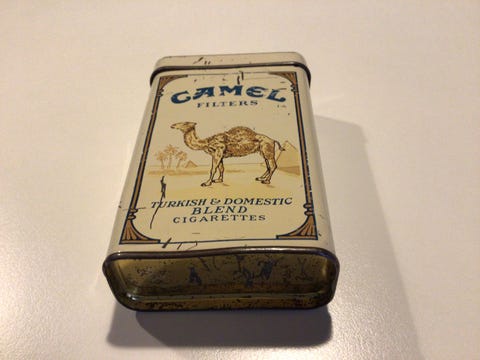 CAMEL
FILTERS
TURKISH & DOMESTIC
BLEND
CIGARETTES